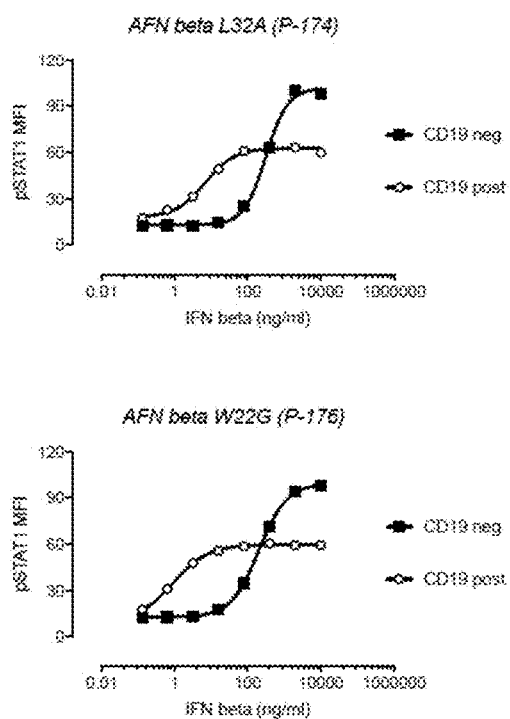 AFN beta L32A (P-174)
120
90
60
30
0
pSTAT1 MFI
CD19 neg
CD19 post
0.01 1 100 10000 1000000
IFN beta (ng/ml)
AFN beta W22G (P-176)
120
90
60
30
0
pSTAT1 MFI
CD19 neg
CD19 post
0.01 1 100 10000 1000000
IFN beta (ng/ml)